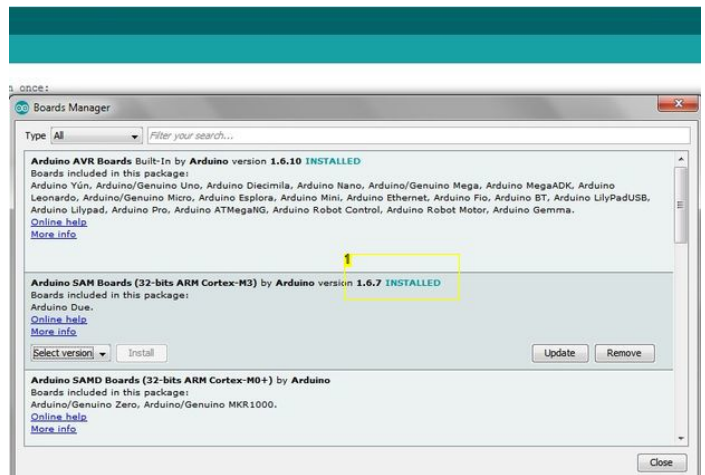 n once:
Boards Manager
Type All Filter your search...
Arduino AVR Boards Built-In by Arduino version 1.6.10 INSTALLED
Boards included in this package:
Arduino Yún, Arduino/Genuino Uno, Arduino Diecimila, Arduino Nano, Arduino/Genuino Mega, Arduino MegaADK, Arduino
Leonardo, Arduino/Genuino Micro, Arduino Esplora, Arduino Mini, Arduino Ethernet, Arduino Fio, Arduino BT, Arduino LilyPadUSB,
Arduino Lilypad, Arduino Pro, Arduino ATMegaNG, Arduino Robot Control, Arduino Robot Motor, Arduino Gemma.
Online help
More info
1
Arduino SAM Boards (32-bits ARM Cortex-M3) by Arduino version 1.6.7 INSTALLED
Boards included in this package:
Arduino Due.
Online help
More info
Select version Install Update Remove
Arduino SAMD Boards (32-bits ARM Cortex-M0+) by Arduino
Boards included in this package:
Arduino/Genuino Zero, Arduino/Genuino MKR1000.
Online help
More info
Close